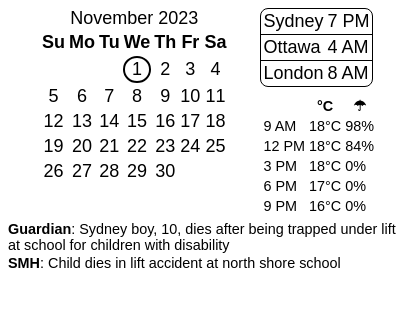 November 2023
Su Mo Tu We Th Fr Sa
1 2 3 4
5 6 7 8 9 10 11
12 13 14 15 16 17 18
19 20 21 22 23 24 25
26 27 28 29 30
Sydney 7 PM
Ottawa 4 AM
London 8 AM
°C ☂
9 AM 18°C 98%
12 PM 18°C 84%
3 PM 18°C 0%
6 PM 17°C 0%
9 PM 16°C 0%
Guardian: Sydney boy, 10, dies after being trapped under lift
at school for children with disability
SMH: Child dies in lift accident at north shore school